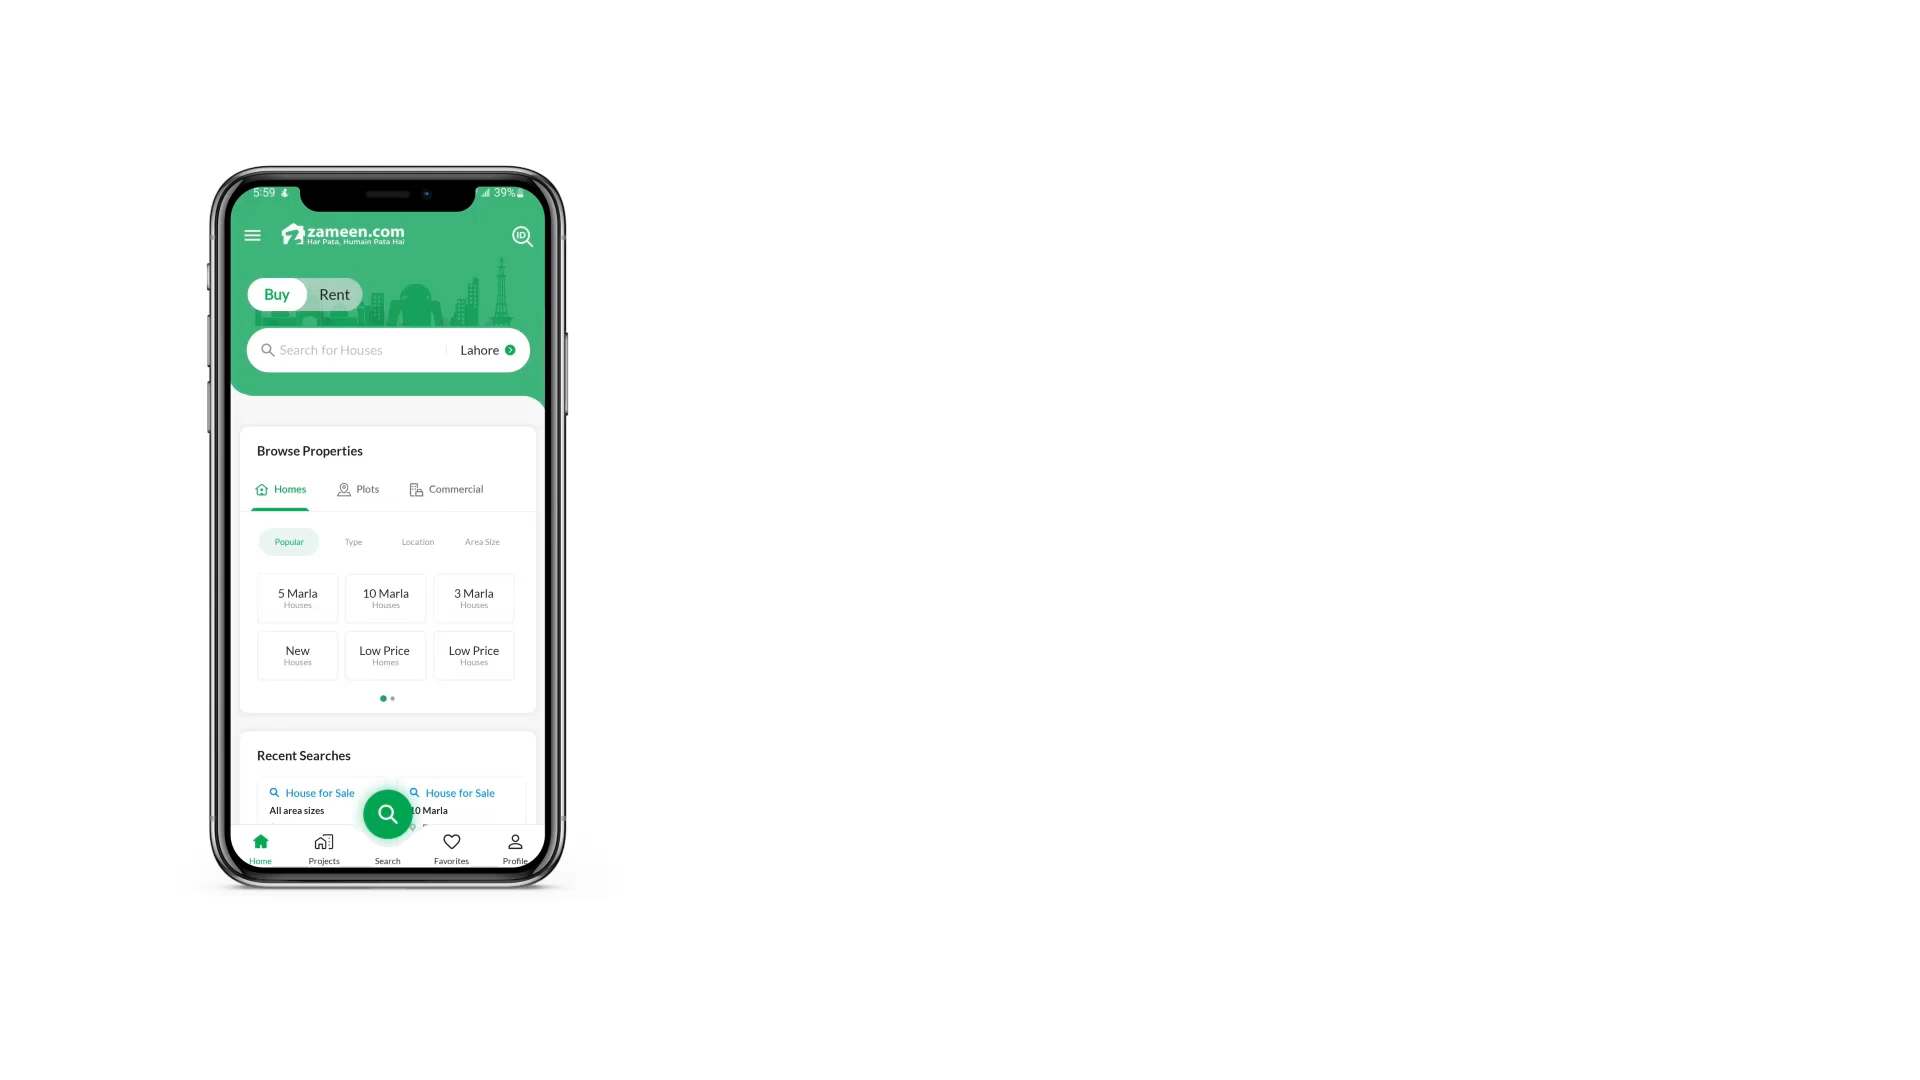 5:59
39%
zameen.com
Har Pata, Humain Pata Hai
ID
Buy
Rent
Search for Houses
Lahore
Browse Properties
Homes
Plots
Commercial
Popular
Type
Location
Area Size
5 Marla
Houses
10 Marla
Houses
3 Marla
Houses
New
Houses
Low Price
Homes
Low Price
Houses
Recent Searches
House for Sale
All area sizes
House for Sale
10 Marla
Home
Projects
Search
Favorites
Profile